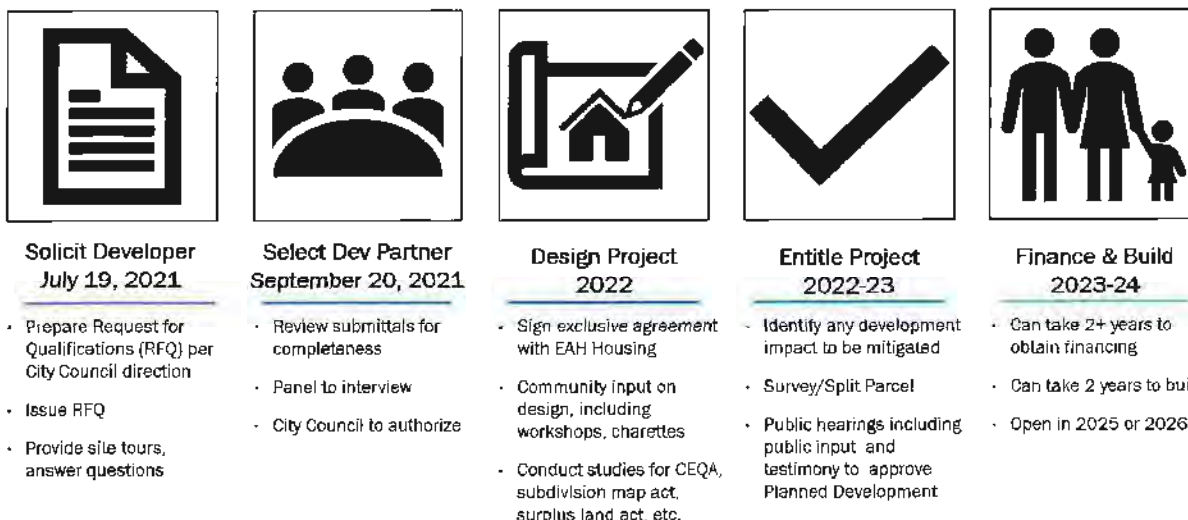 Solicit Developer
July 19, 2021
• Prepare Request for
Qualifications (RFQ) per
City Council direction
• Issue RFQ
• Provide site tours,
answer questions
Select Dev Partner
September 20, 2021
• Review submittals for
completeness
• Panel to interview
• City Council to authorize
Design Project
2022
• Sign exclusive agreement
with EAH Housing
• Community input on
design, including
workshops, charettes
• Conduct studies for CEQA,
subdivision map act,
surplus land act, etc.
Entitle Project
2022-23
• Identify any development
impact to be mitigated
• Survey/Split Parcel
• Public hearings including
public input and
testimony to approve
Planned Development
Finance & Build
2023-24
• Can take 2+ years to
obtain financing
• Can take 2 years to
• Open in 2025 or 2026